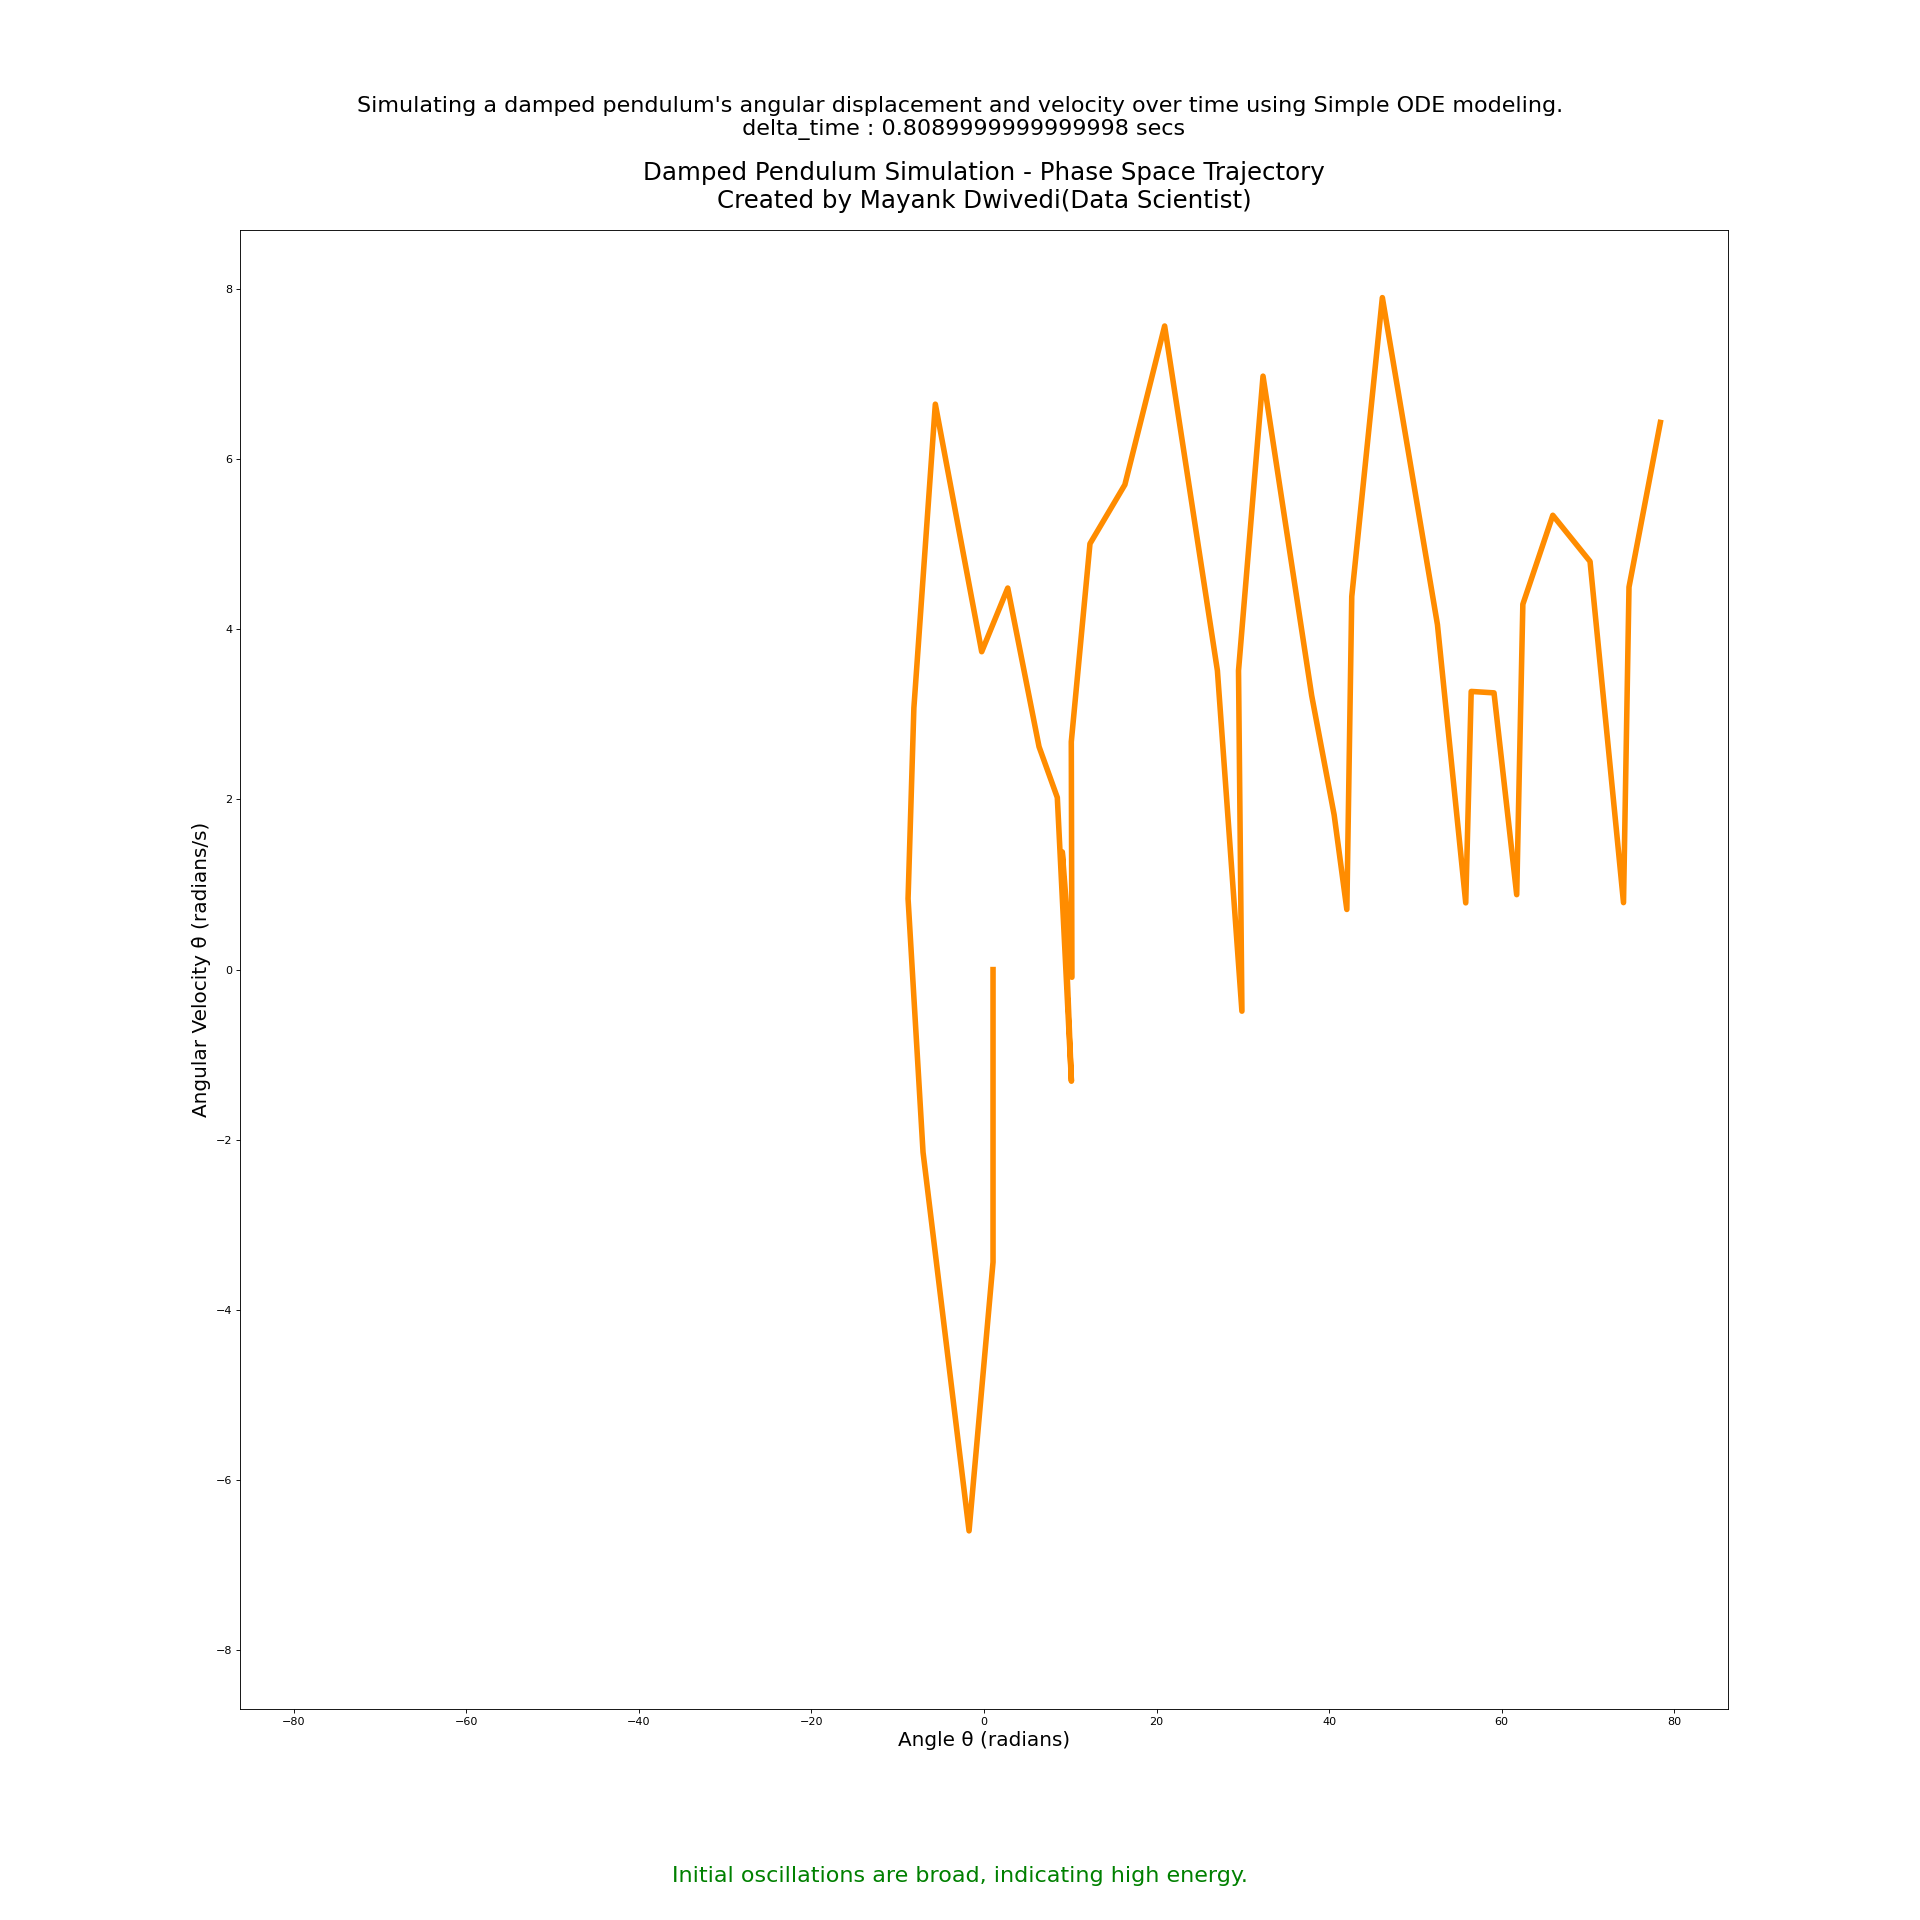 Simulating a damped pendulum's angular displacement and velocity over time using Simple ODE modeling.
delta_time : 0.8089999999999998 secs
Damped Pendulum Simulation - Phase Space Trajectory
Created by Mayank Dwivedi(Data Scientist)
Angular Velocity θ (radians/s)
8
6
4
2
0
−2
−4
−6
−8
−80
−60
−40
−20
0
20
40
60
80
Angle θ (radians)
Initial oscillations are broad, indicating high energy.